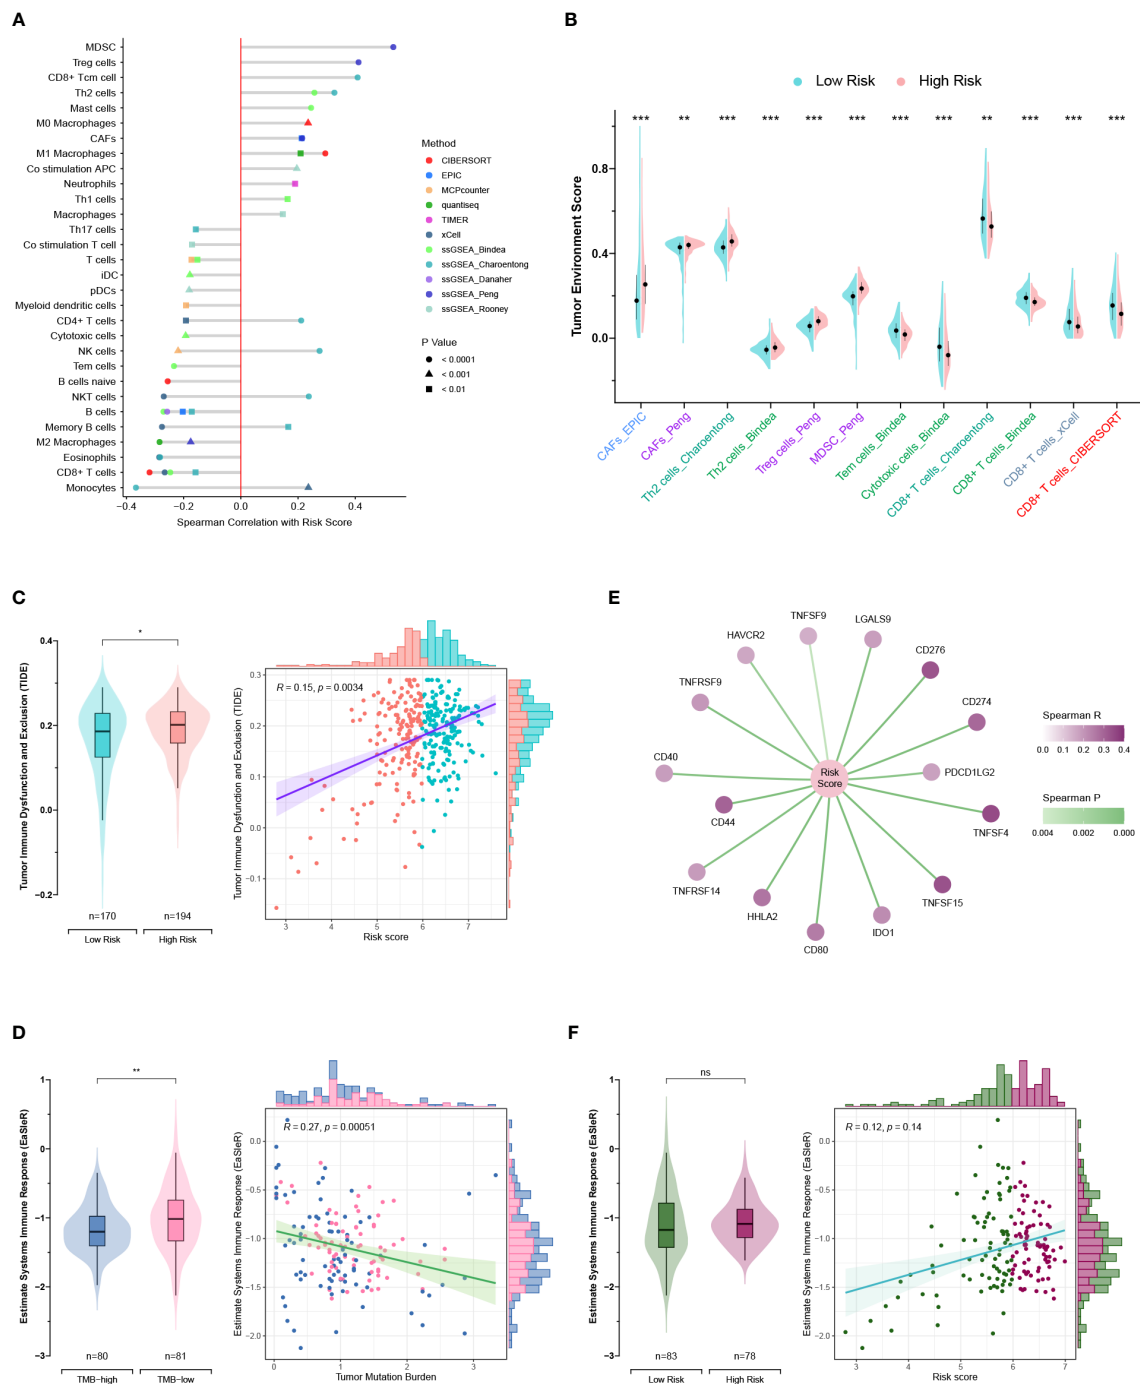 A
MDSC
Treg cells
CD8+ Tcm cell
Th2 cells
Mast cells
M0 Macrophages
CAFs
M1 Macrophages
Co stimulation APC
Neutrophils
Th1 cells
Macrophages
Th17 cells
Co stimulation T cell
T cells
iDC
pDCs
Myeloid dendritic cells
CD4+ T cells
Cytotoxic cells
NK cells
Tem cells
B cells naive
NKT cells
B cells
Memory B cells
M2 Macrophages
Eosinophils
CD8+ T cells
Monocytes
−0.4 −0.2 0.0 0.2 0.4
Spearman Correlation with Risk Score
Method
CIBERSORT
EPIC
MCPcounter
quantiseq
TIMER
xCell
ssGSEA_Bindea
ssGSEA_Charoentong
ssGSEA_Danaher
ssGSEA_Peng
ssGSEA_Rooney
P Value
< 0.0001
< 0.001
< 0.01
B
Low Risk High Risk
*** ** *** *** *** *** *** *** ** *** *** ***
Tumor Environment Score
0.8
0.4
0.0
CAFs_EPIC
CAFs_Peng
Th2 cells_Charoentong
Th2 cells_Bindea
Treg cells_Peng
MDSC_Peng
Tem cells_Bindea
Cytotoxic cells_Bindea
CD8+ T cells_Charoentong
CD8+ T cells_Bindea
CD8+ T cells_xCell
CD8+ T cells_CIBERSORT
C
Tumor Immune Dysfunction and Exclusion (TIDE)
0.4
0.2
0.0
−0.2
*
n=170 n=194
Low Risk High Risk
Tumor Immune Dysfunction and Exclusion (TIDE)
R = 0.15, p = 0.0034
0.3
0.2
0.1
0.0
−0.1
3 4 5 6 7
Risk score
E
TNFSF9
LGALS9
HAVCR2
CD276
TNFRSF9
CD274
CD40
PDCD1LG2
Risk
Score
CD44
TNFSF4
TNFRSF14
TNFSF15
HHLA2
IDO1
CD80
Spearman R
0.0 0.1 0.2 0.3 0.4
Spearman P
0.004 0.002 0.000
D
Estimate Systems Immune Response (EaSIeR)
1
0
−1
−2
−3
**
n=80 n=81
TMB−high TMB−low
Estimate Systems Immune Response (EaSIeR)
R = 0.27, p = 0.00051
0.0
−0.5
−1.0
−1.5
−2.0
0 1 2 3
Tumor Mutation Burden
F
Estimate Systems Immune Response (EaSIeR)
1
0
−1
−2
−3
ns
n=83 n=78
Low Risk High Risk
Estimate Systems Immune Response (EaSIeR)
R = 0.12, p = 0.14
0.0
−0.5
−1.0
−1.5
−2.0
3 4 5 6 7
Risk score